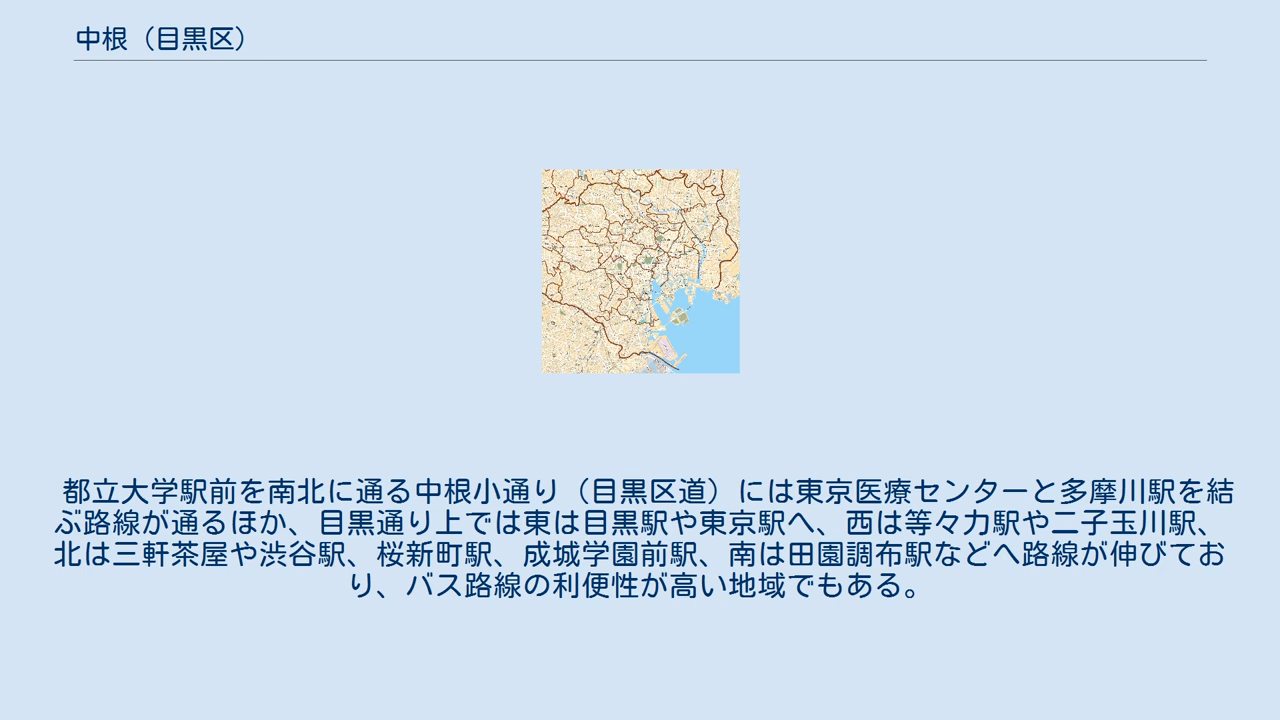 中根（目黒区）
都立大学駅前を南北に通る中根小通り（目黒区道）には東京医療センターと多摩川駅を結
ぶ路線が通るほか、目黒通り上では東は目黒駅や東京駅へ、西は等々力駅や二子玉川駅、
北は三軒茶屋や渋谷駅、桜新町駅、成城学園前駅、南は田園調布駅などへ路線が伸びてお
り、バス路線の利便性が高い地域でもある。